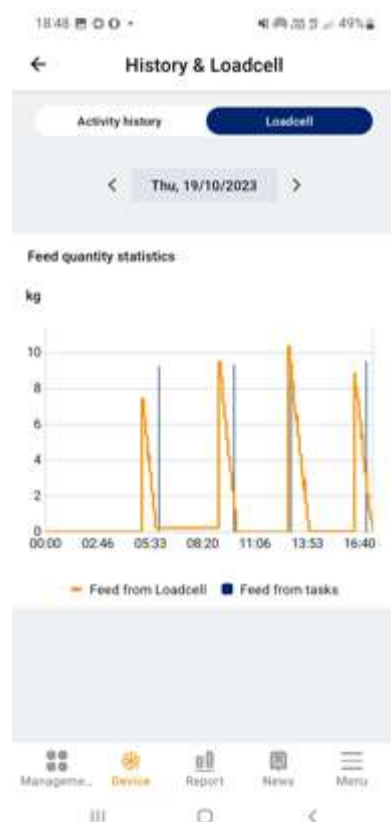 18:48 49%
History & Loadcell
Activity history Loadcell
Thu, 19/10/2023
Feed quantity statistics
kg
10
8
6
4
2
0
00:00 02:46 05:33 08:20 11:06 13:53 16:40
Feed from Loadcell Feed from tasks
Manageme.. Device Report News Menu